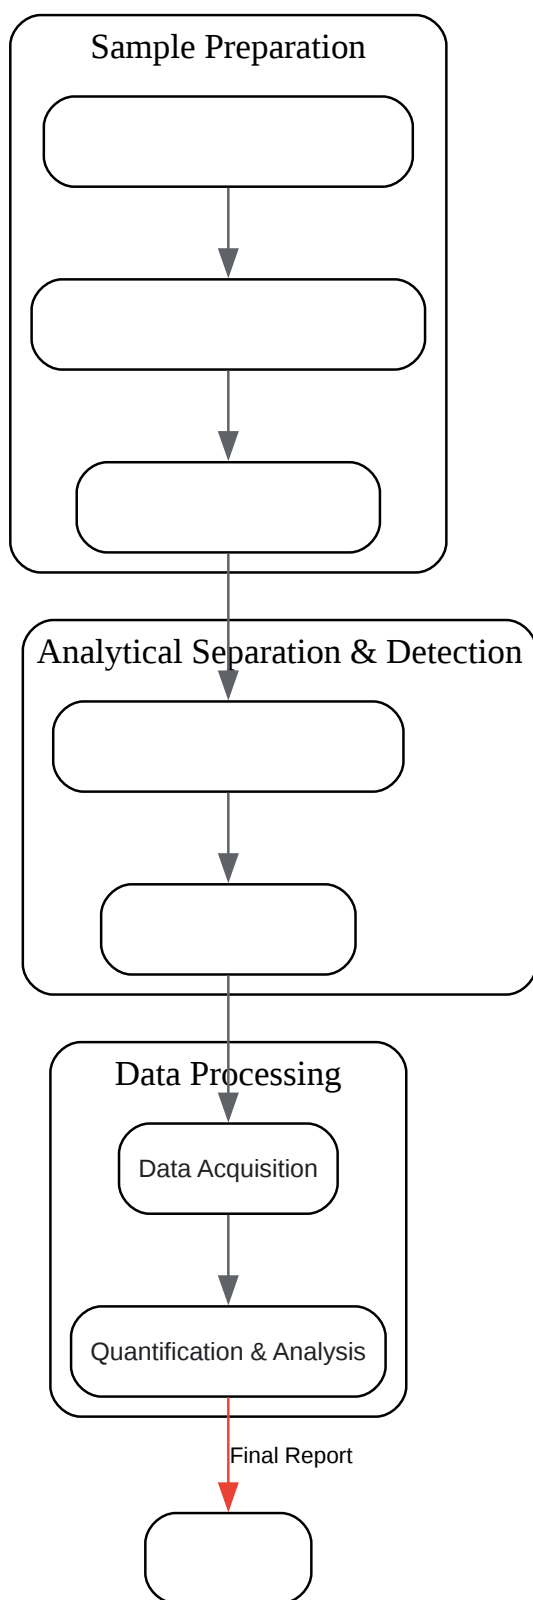 Sample Preparation
Analytical Separation & Detection
Data Processing
Data Acquisition
Quantification & Analysis
Final Report